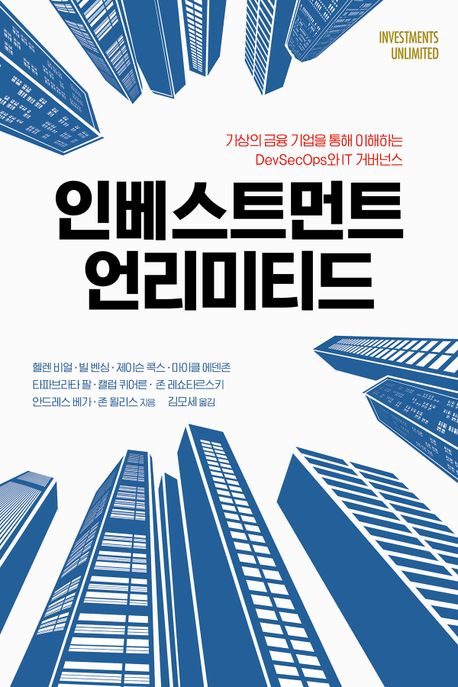 INVESTMENTS
UNLIMITED
가상의 금융 기업을 통해 이해하는
DevSecOps와 IT 거버넌스
인베스트먼트
언리미티드
헬렌 비얼 · 빌 벤싱 · 제이슨 콕스 · 마이클 에덴존
타파브라타 팔 · 캘럽 퀴어른 · 존 레쇼타르스키
안드레스 베가 · 존 윌리스 지음 김모세 옮김